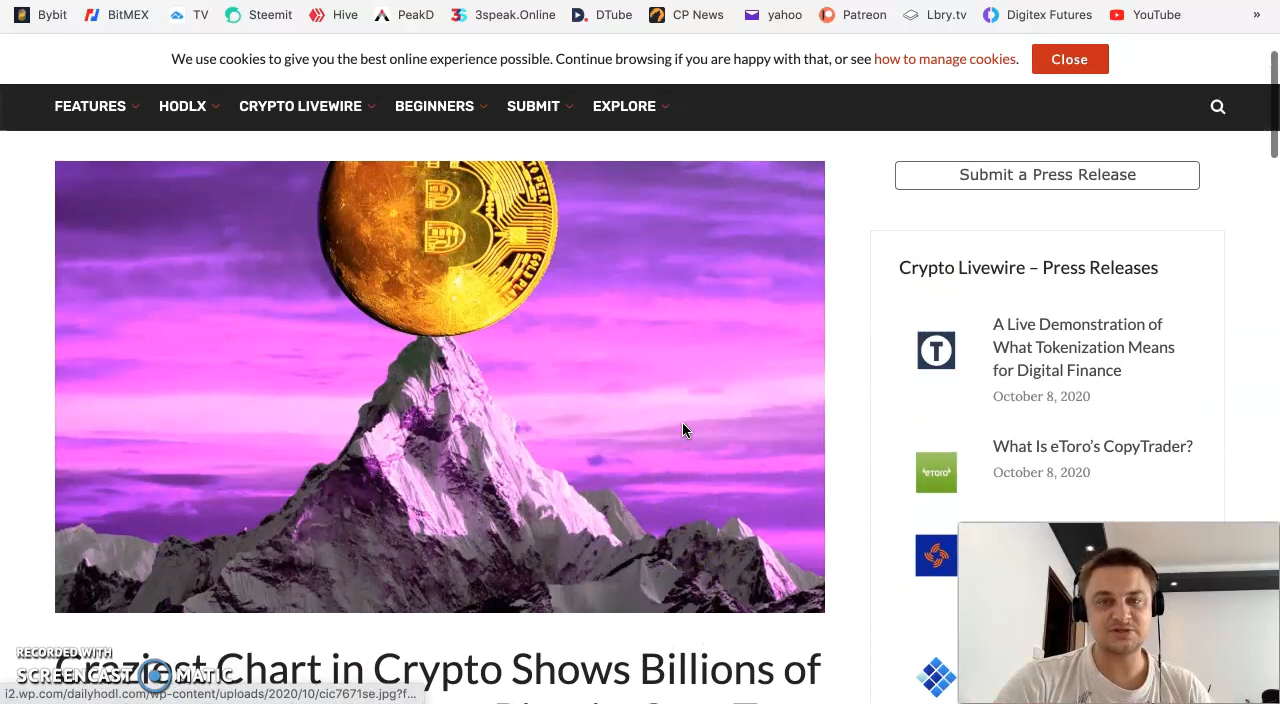 Bybit BitMEX TV Steemit Hive PeakD 3speak.Online DTube CP News yahoo Patreon Lbry.tv Digitex Futures YouTube »
We use cookies to give you the best online experience possible. Continue browsing if you are happy with that, or see how to manage cookies. Close
FEATURES HODLX CRYPTO LIVEWIRE BEGINNERS SUBMIT EXPLORE
Submit a Press Release
Crypto Livewire – Press Releases
A Live Demonstration of
What Tokenization Means
for Digital Finance
October 8, 2020
What Is eToro's CopyTrader?
eToro
October 8, 2020
RECORDED WITH
SCREENCAST MATIC
Craziest Chart in Crypto Shows Billions of
i2.wp.com/dailyhodl.com/wp-content/uploads/2020/10/cic7671se.jpg?f...